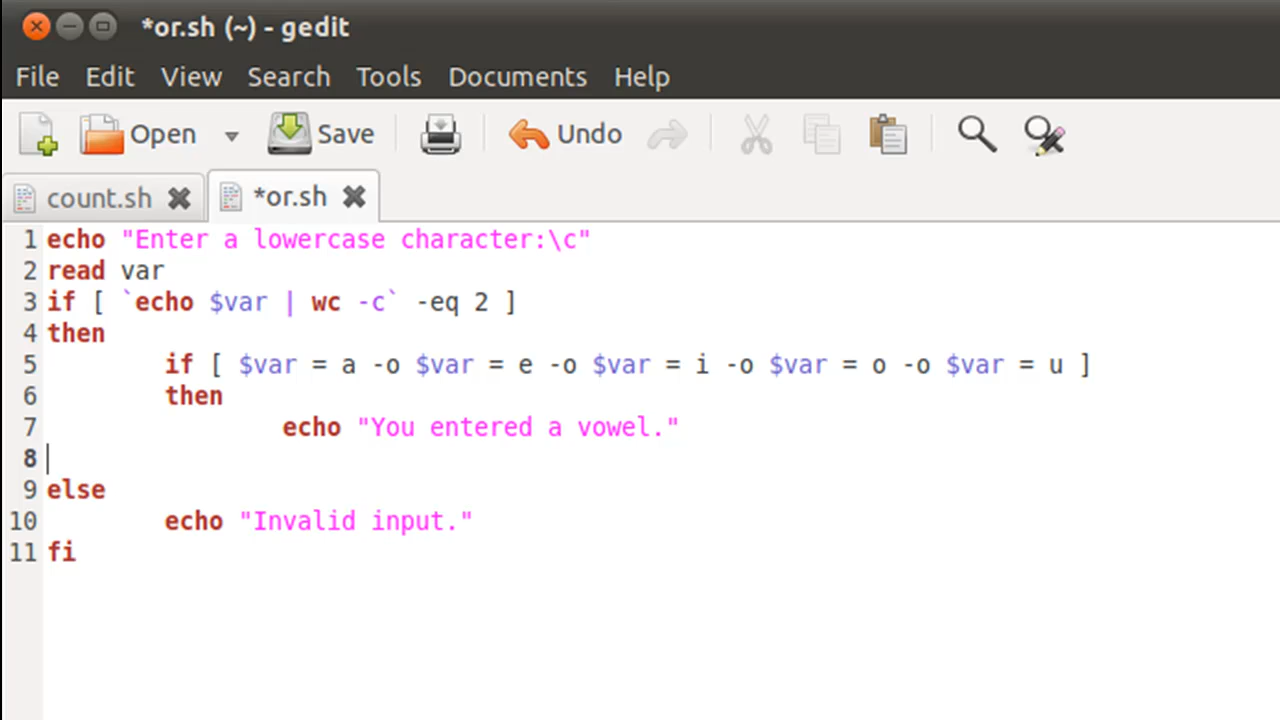 *or.sh (~) - gedit
File Edit View Search Tools Documents Help
Open Save Undo
count.sh *or.sh
1 echo "Enter a lowercase character:\c"
2 read var
3 if [ `echo $var | wc -c` -eq 2 ]
4 then
5 if [ $var = a -o $var = e -o $var = i -o $var = o -o $var = u ]
6 then
7 echo "You entered a vowel."
8
9 else
10 echo "Invalid input."
11 fi